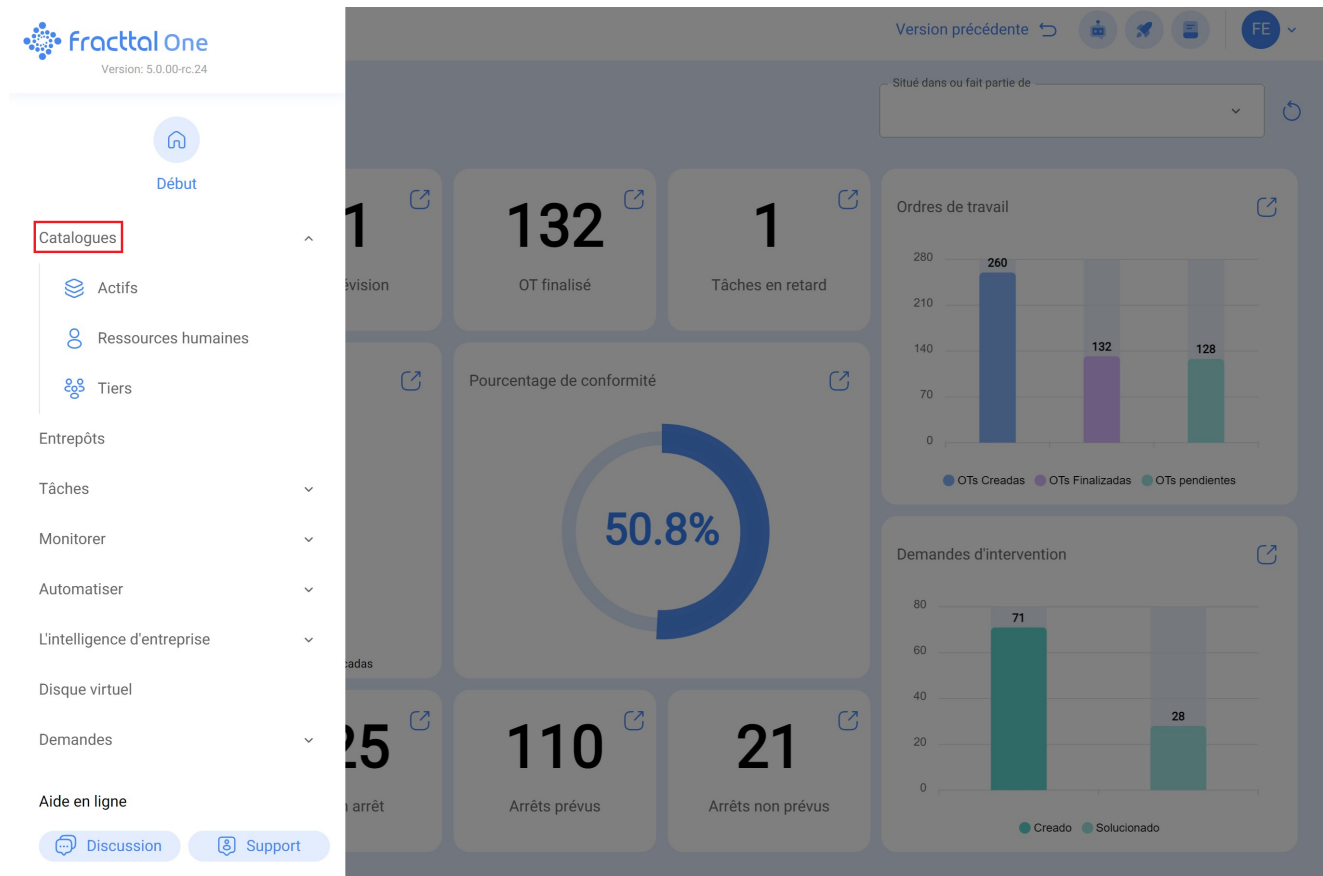 fracttal One
Version: 5.0.00-rc.24
Début
Catalogues
Actifs
Ressources humaines
Tiers
Entrepôts
Tâches
Monitorer
Automatiser
L'intelligence d'entreprise
Disque virtuel
Demandes
Aide en ligne
Discussion
Support
Version précédente
FE
Situé dans ou fait partie de
1
132
OT finalisé
1
Tâches en retard
Ordres de travail
280
210
140
70
0
260
132
128
OTs Creadas
OTs Finalizadas
OTs pendientes
Pourcentage de conformité
50.8%
Demandes d'intervention
80
60
40
20
0
71
28
Creado
Solucionado
25
arrêt
110
Arrêts prévus
21
Arrêts non prévus